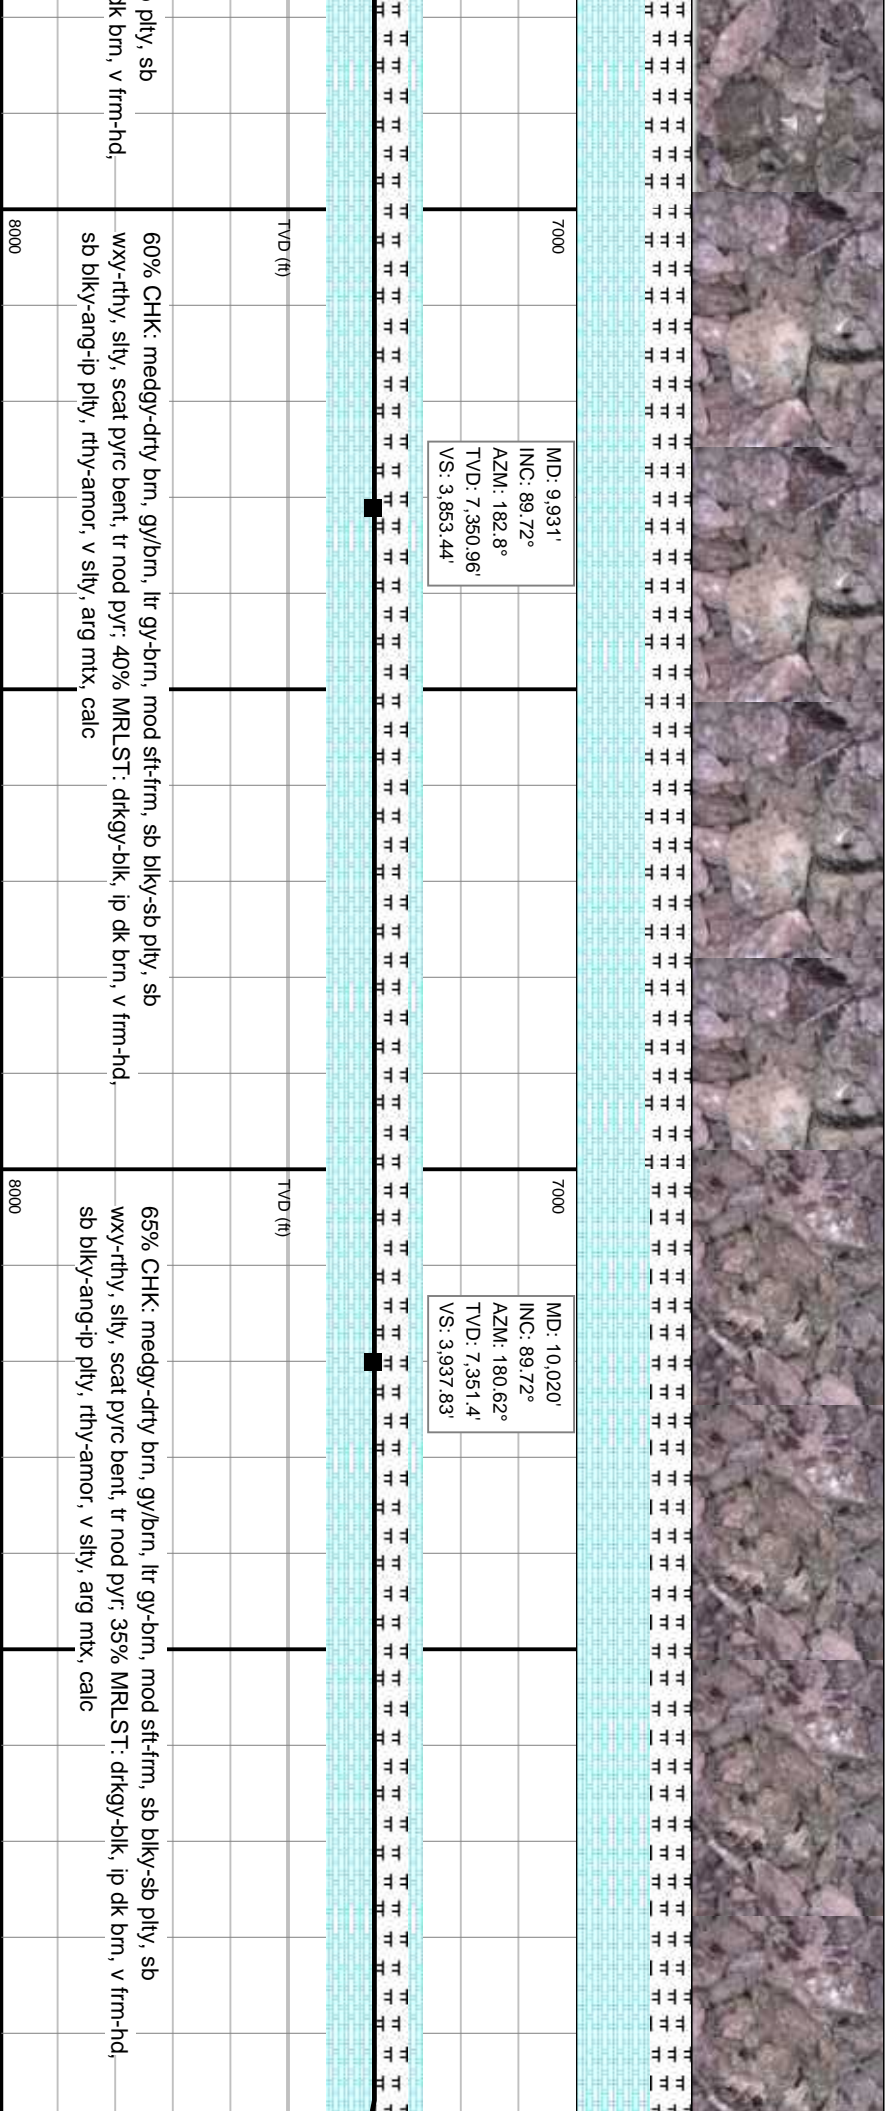 plty, sb
dk brn, v frm-hd,
7000
TVD (ft)
8000
60% CHK: medgy-drty brn, gy/brn, ltr gy-brn, mod sft-frm, sb blky-sb plty, sb
wxy-rthy, slty, scat pyrc bent, tr nod pyr; 40% MRLST: drkgy-blk, ip dk brn, v frm-hd,
sb blky-ang-ip plty, rthy-amor, v slty, arg mtx, calc
MD: 9,931'
INC: 89.72°
AZM: 182.8°
TVD: 7,350.96'
VS: 3,853.44'
7000
TVD (ft)
8000
65% CHK: medgy-drty brn, gy/brn, ltr gy-brn, mod sft-frm, sb blky-sb plty, sb
wxy-rthy, slty, scat pyrc bent, tr nod pyr; 35% MRLST: drkgy-blk, ip dk brn, v frm-hd,
sb blky-ang-ip plty, rthy-amor, v slty, arg mtx, calc
MD: 10,020'
INC: 89.72°
AZM: 180.62°
TVD: 7,351.4'
VS: 3,937.83'